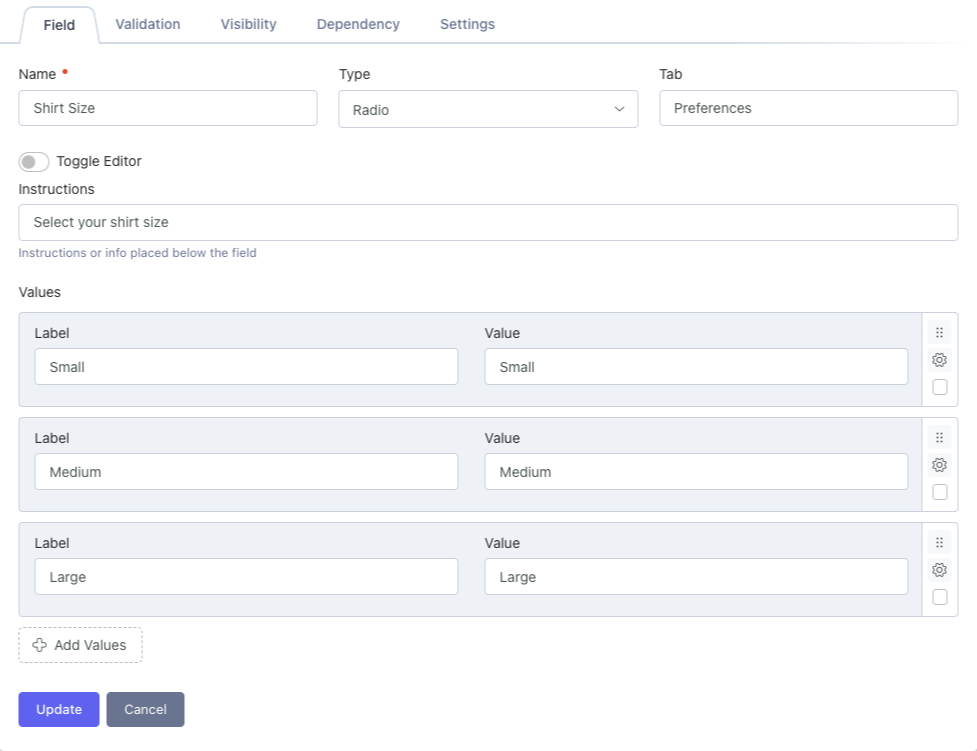 Field Validation Visibility Dependency Settings
Name • Type Tab
Shirt Size Radio Preferences
Toggle Editor
Instructions
Select your shirt size
Instructions or info placed below the field
Values
Label Value
Small Small
Label Value
Medium Medium
Label Value
Large Large
Add Values
Update Cancel